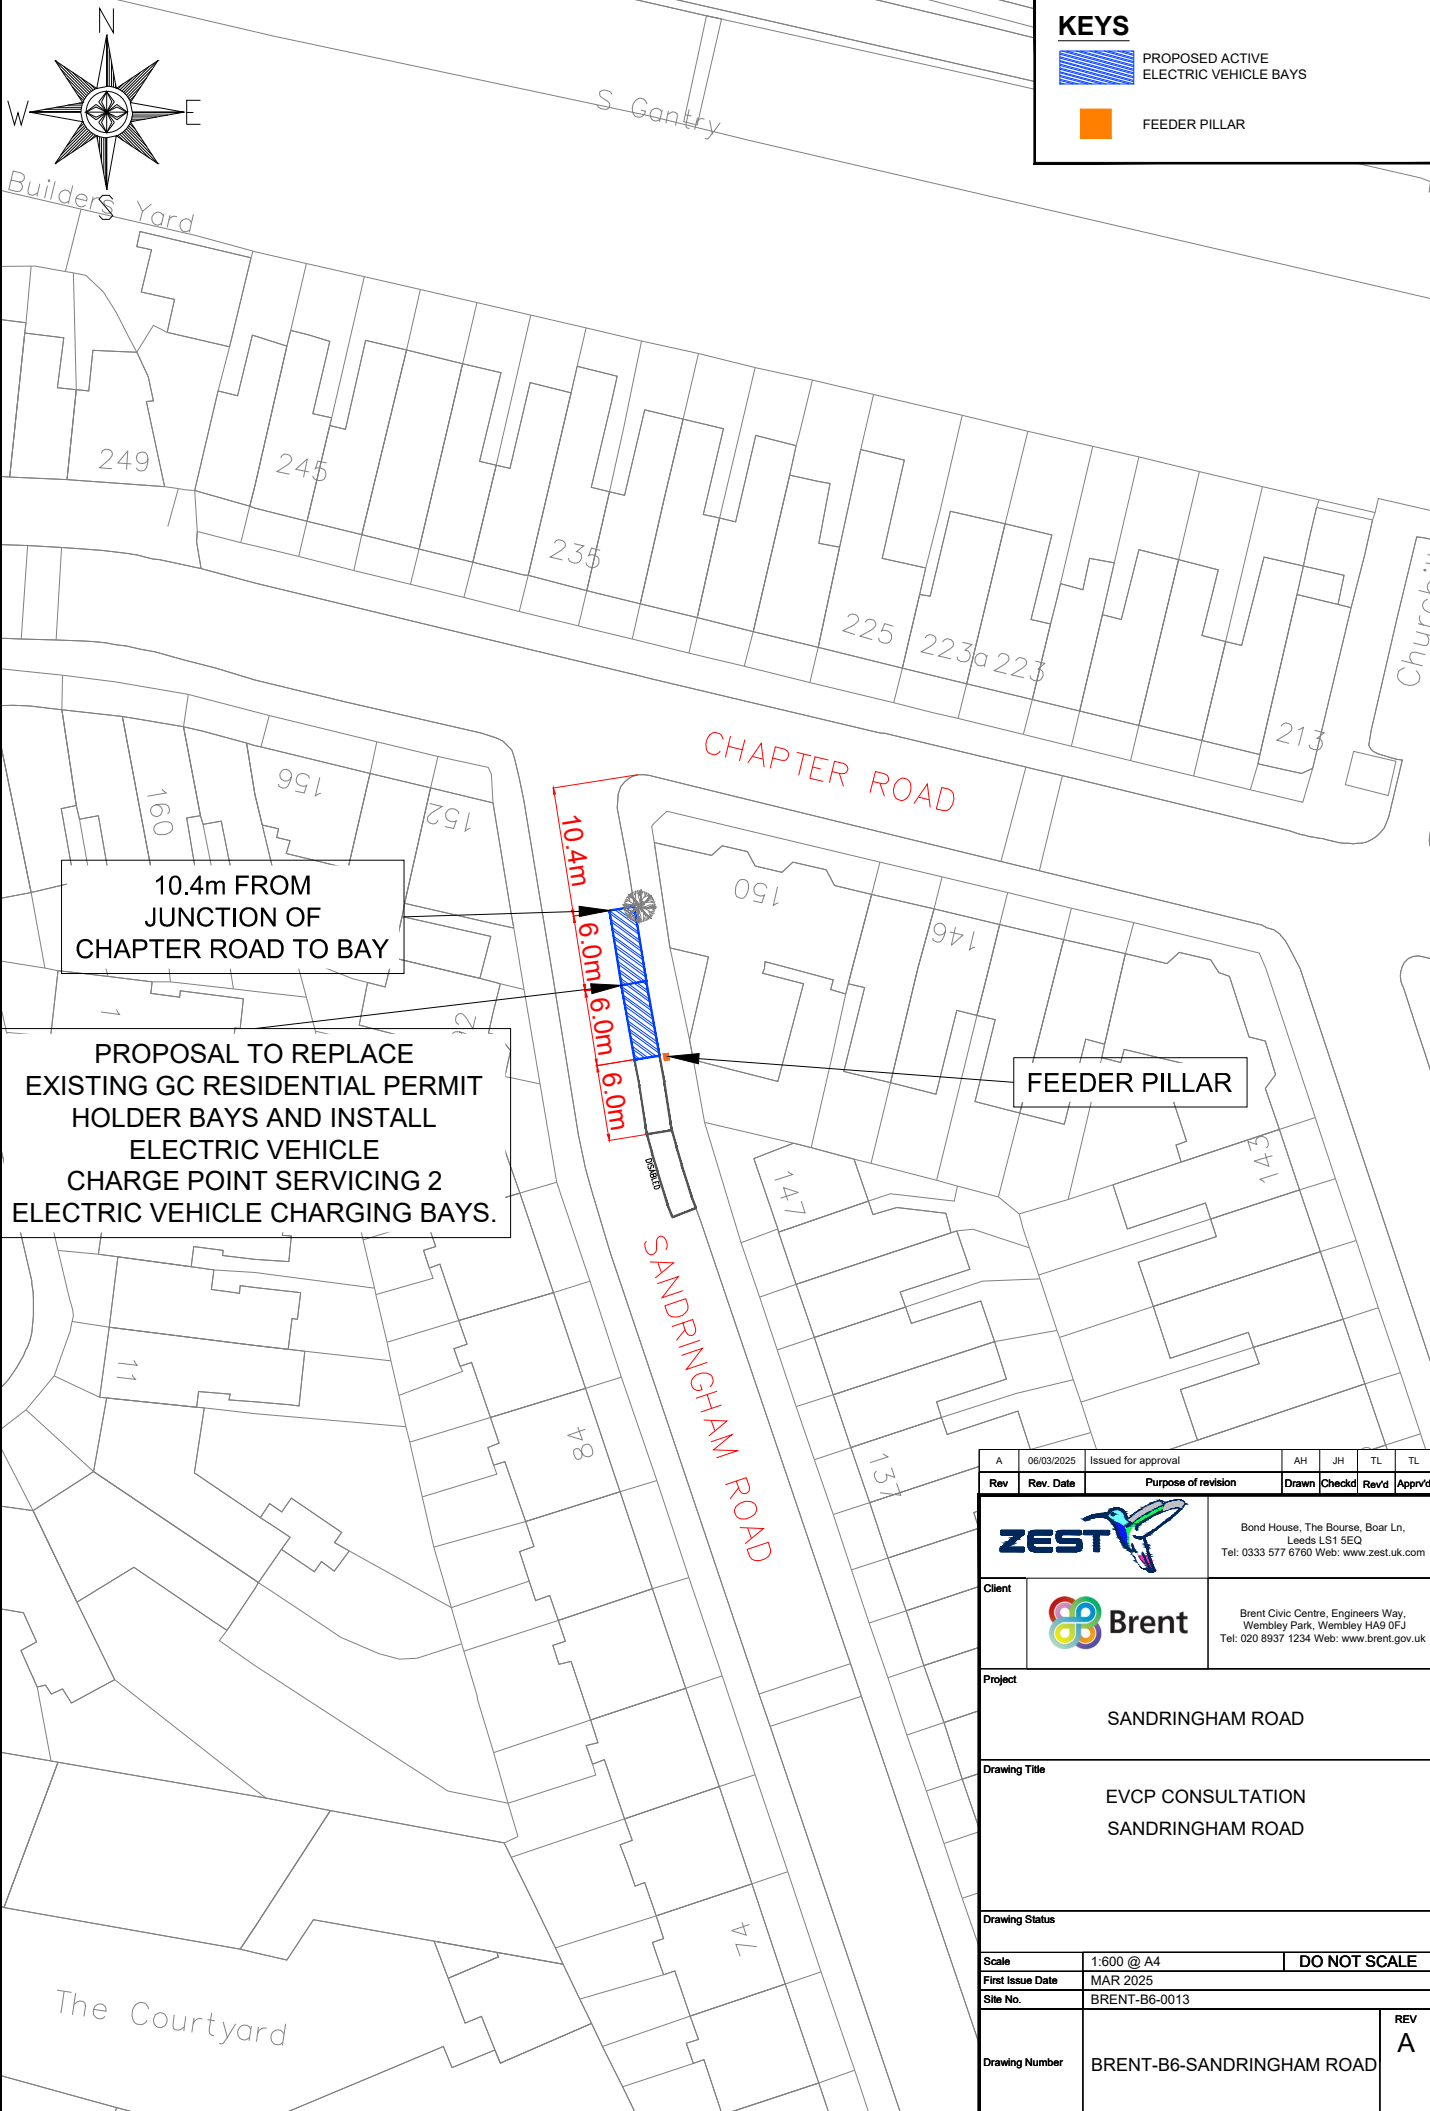 N
W
E
S
KEYS
PROPOSED ACTIVE
ELECTRIC VEHICLE BAYS
FEEDER PILLAR
S Gantry
Builders Yard
249
245
235
225
223a
223
213
CHAPTER ROAD
160
156
152
150
146
10.4m
6.0m
6.0m
6.0m
10.4m FROM
JUNCTION OF
CHAPTER ROAD TO BAY
PROPOSAL TO REPLACE
EXISTING GC RESIDENTIAL PERMIT
HOLDER BAYS AND INSTALL
ELECTRIC VEHICLE
CHARGE POINT SERVICING 2
ELECTRIC VEHICLE CHARGING BAYS.
FEEDER PILLAR
DISABLED
1
147
143
SANDRINGHAM ROAD
11
84
137
74
The Courtyard
A 06/03/2025 Issued for approval AH JH TL TL
Rev Rev. Date Purpose of revision Drawn Checkd Rev'd Apprv'd
ZEST
Bond House, The Bourse, Boar Ln,
Leeds LS1 5EQ
Tel: 0333 577 6760 Web: www.zest.uk.com
Client
Brent
Brent Civic Centre, Engineers Way,
Wembley Park, Wembley HA9 0FJ
Tel: 020 8937 1234 Web: www.brent.gov.uk
Project
SANDRINGHAM ROAD
Drawing Title
EVCP CONSULTATION
SANDRINGHAM ROAD
Drawing Status
Scale 1:600 @ A4 DO NOT SCALE
First Issue Date MAR 2025
Site No. BRENT-B6-0013
Drawing Number BRENT-B6-SANDRINGHAM ROAD
REV
A